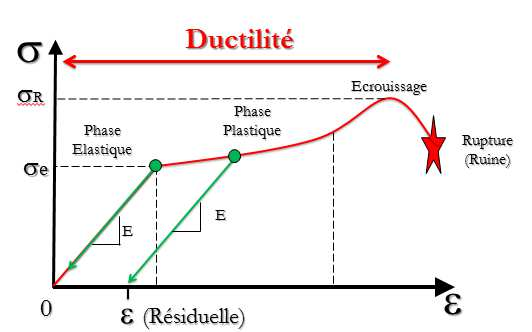 Ductilité
σ
σR
Ecrouissage
Phase
Plastique
Phase
Elastique
Rupture
(Ruine)
σe
E
E
0
ε (Résiduelle)
ε